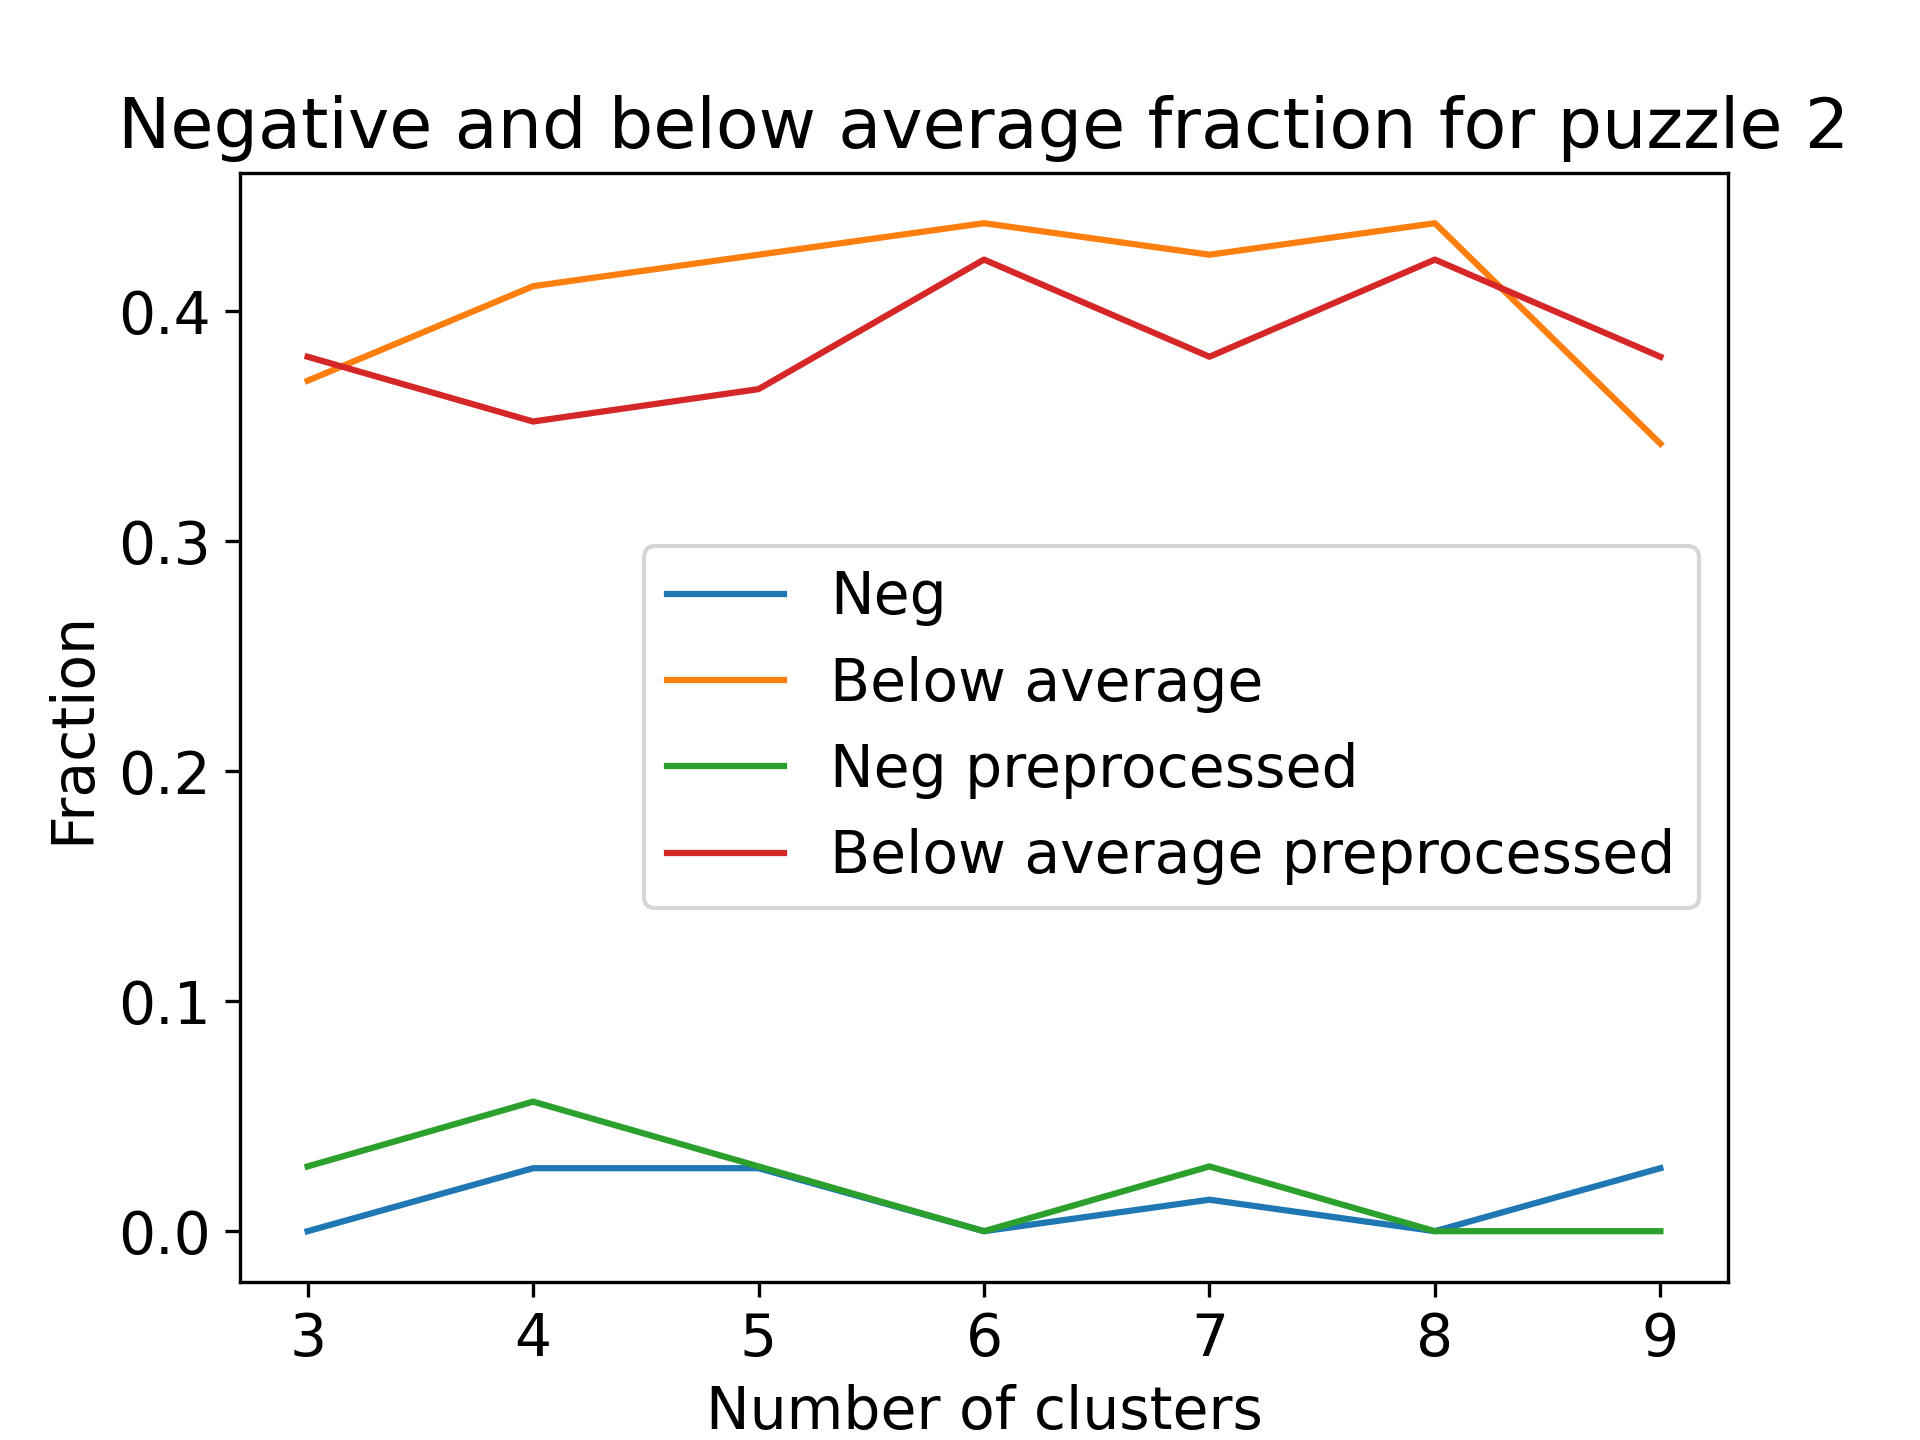 Negative and below average fraction for puzzle 2
Fraction
0.4
0.3
0.2
0.1
0.0
Neg
Below average
Neg preprocessed
Below average preprocessed
3 4 5 6 7 8 9
Number of clusters